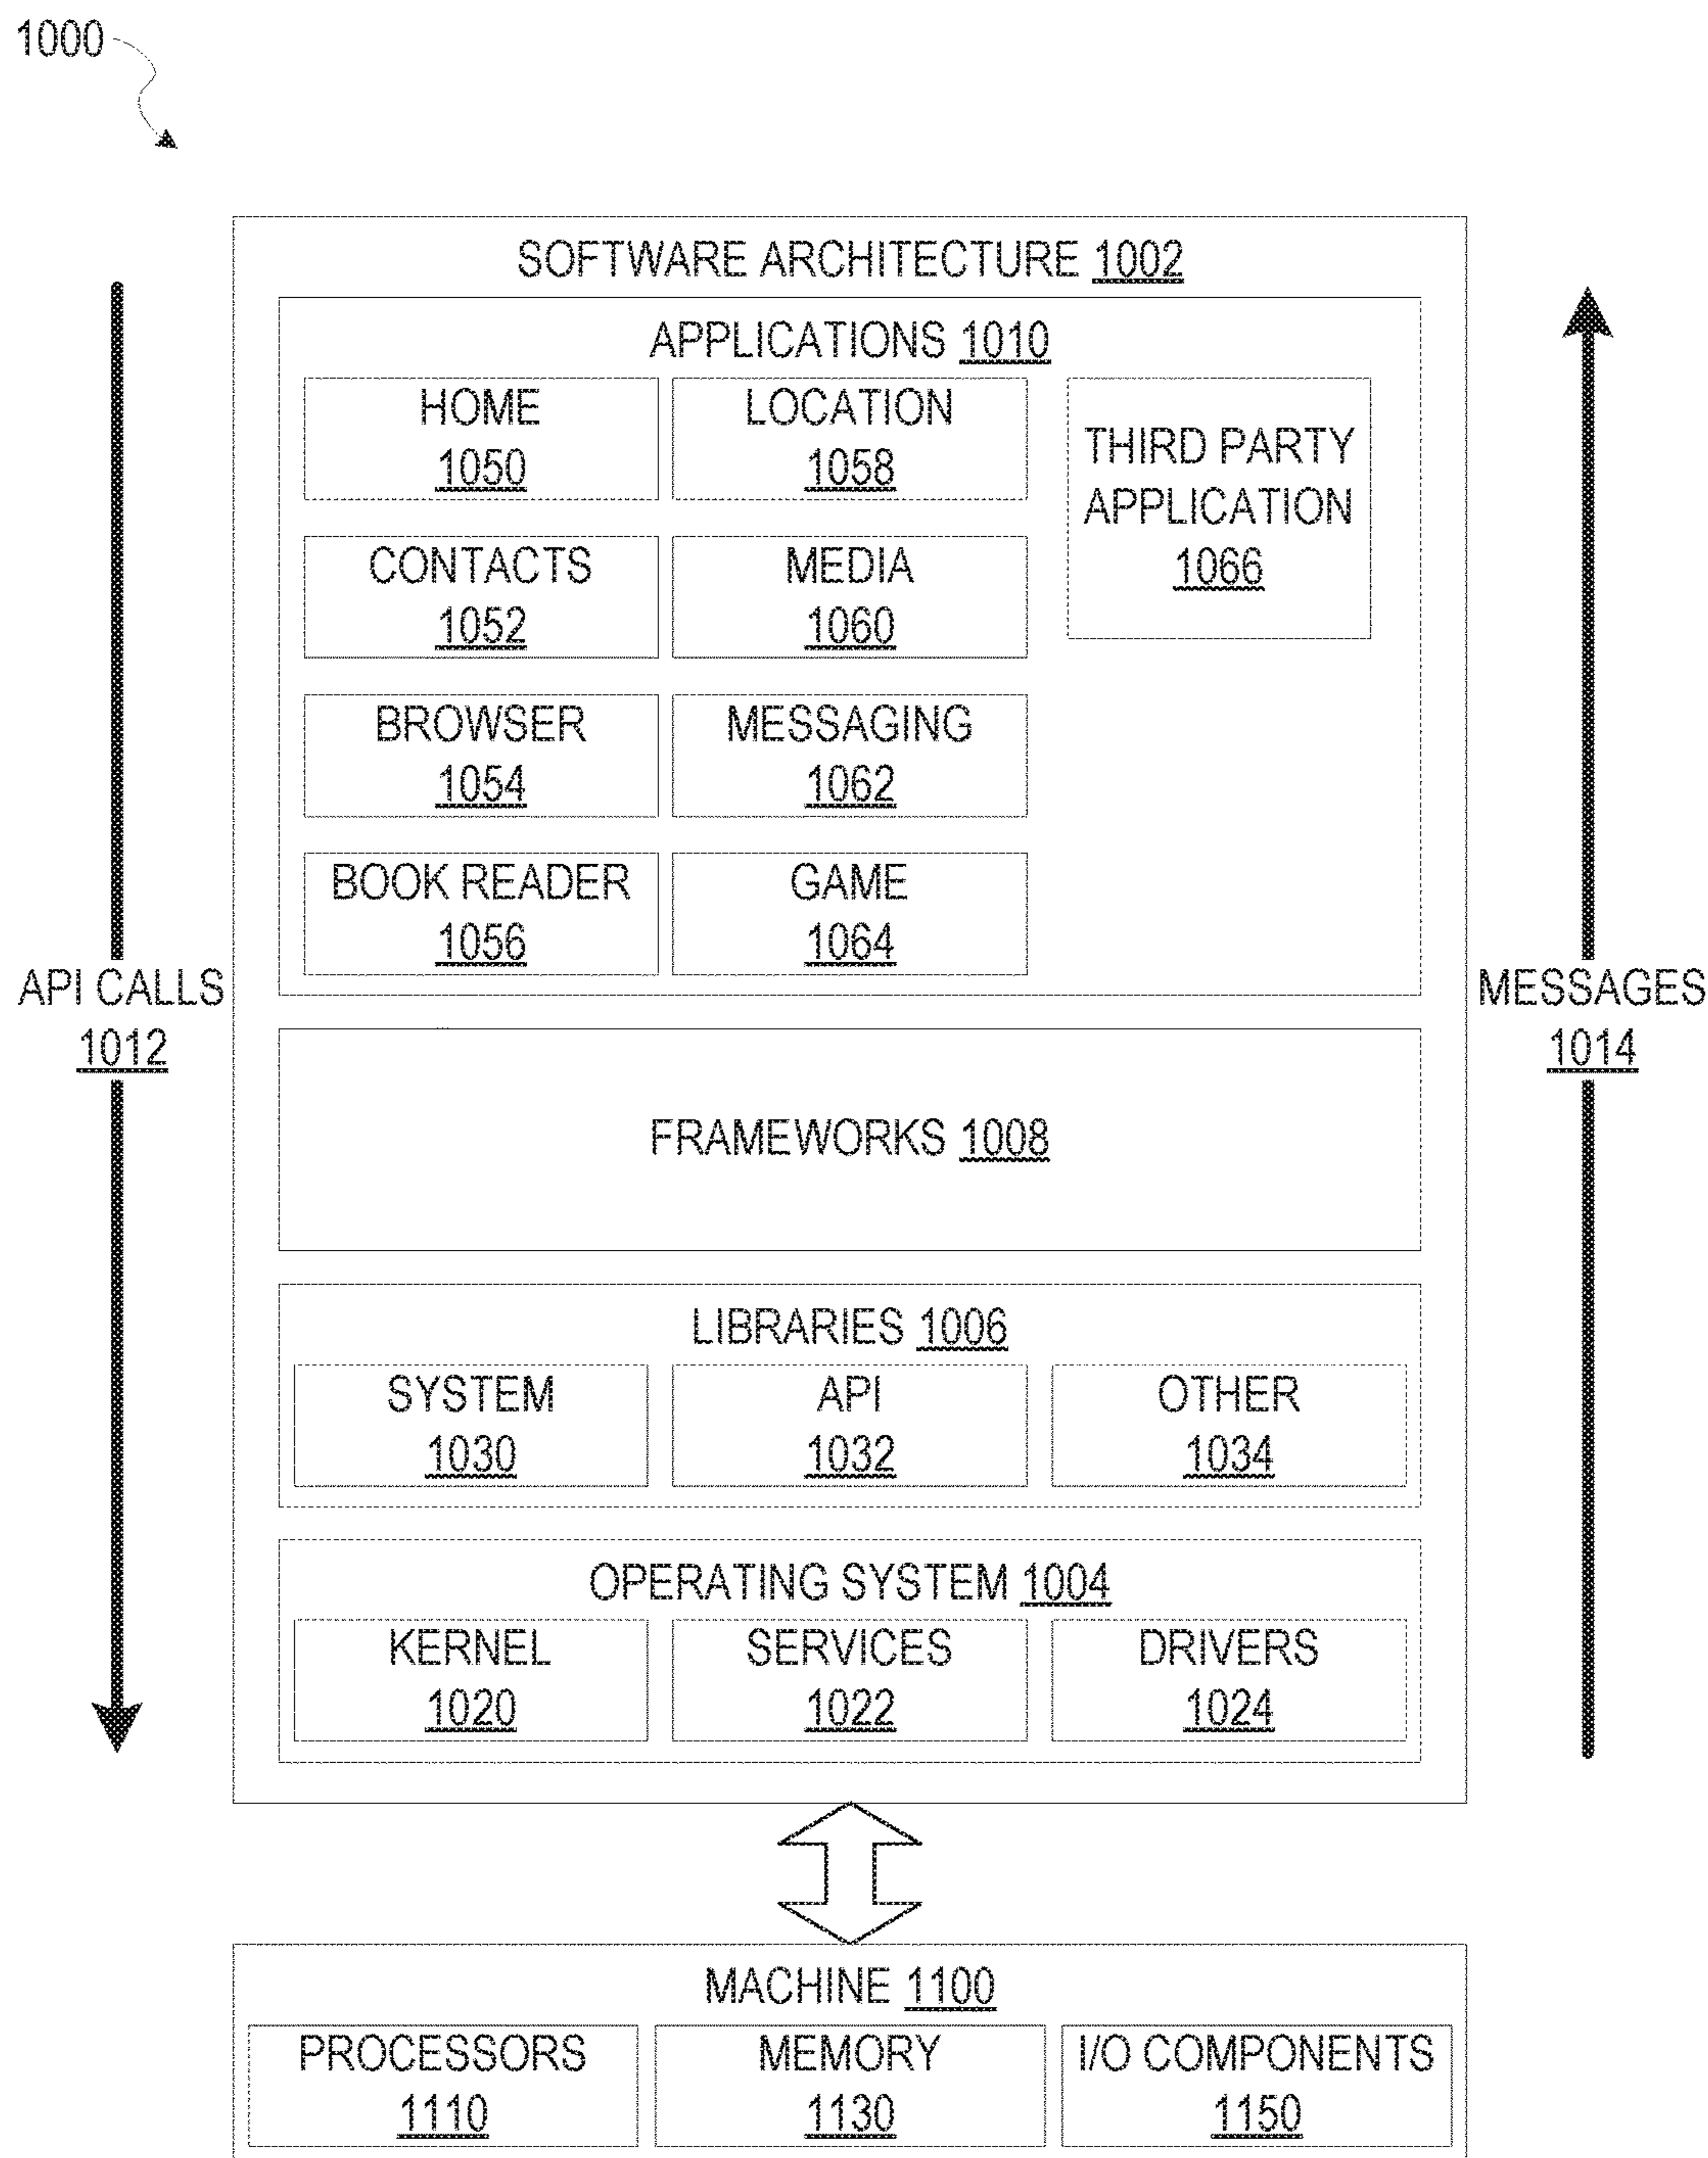 1000
SOFTWARE ARCHITECTURE 1002
APPLICATIONS 1010
HOME
1050
LOCATION
1058
THIRD PARTY
APPLICATION
1066
CONTACTS
1052
MEDIA
1060
BROWSER
1054
MESSAGING
1062
BOOK READER
1056
GAME
1064
API CALLS
1012
MESSAGES
1014
FRAMEWORKS 1008
LIBRARIES 1006
SYSTEM
1030
API
1032
OTHER
1034
OPERATING SYSTEM 1004
KERNEL
1020
SERVICES
1022
DRIVERS
1024
MACHINE 1100
PROCESSORS
1110
MEMORY
1130
I/O COMPONENTS
1150